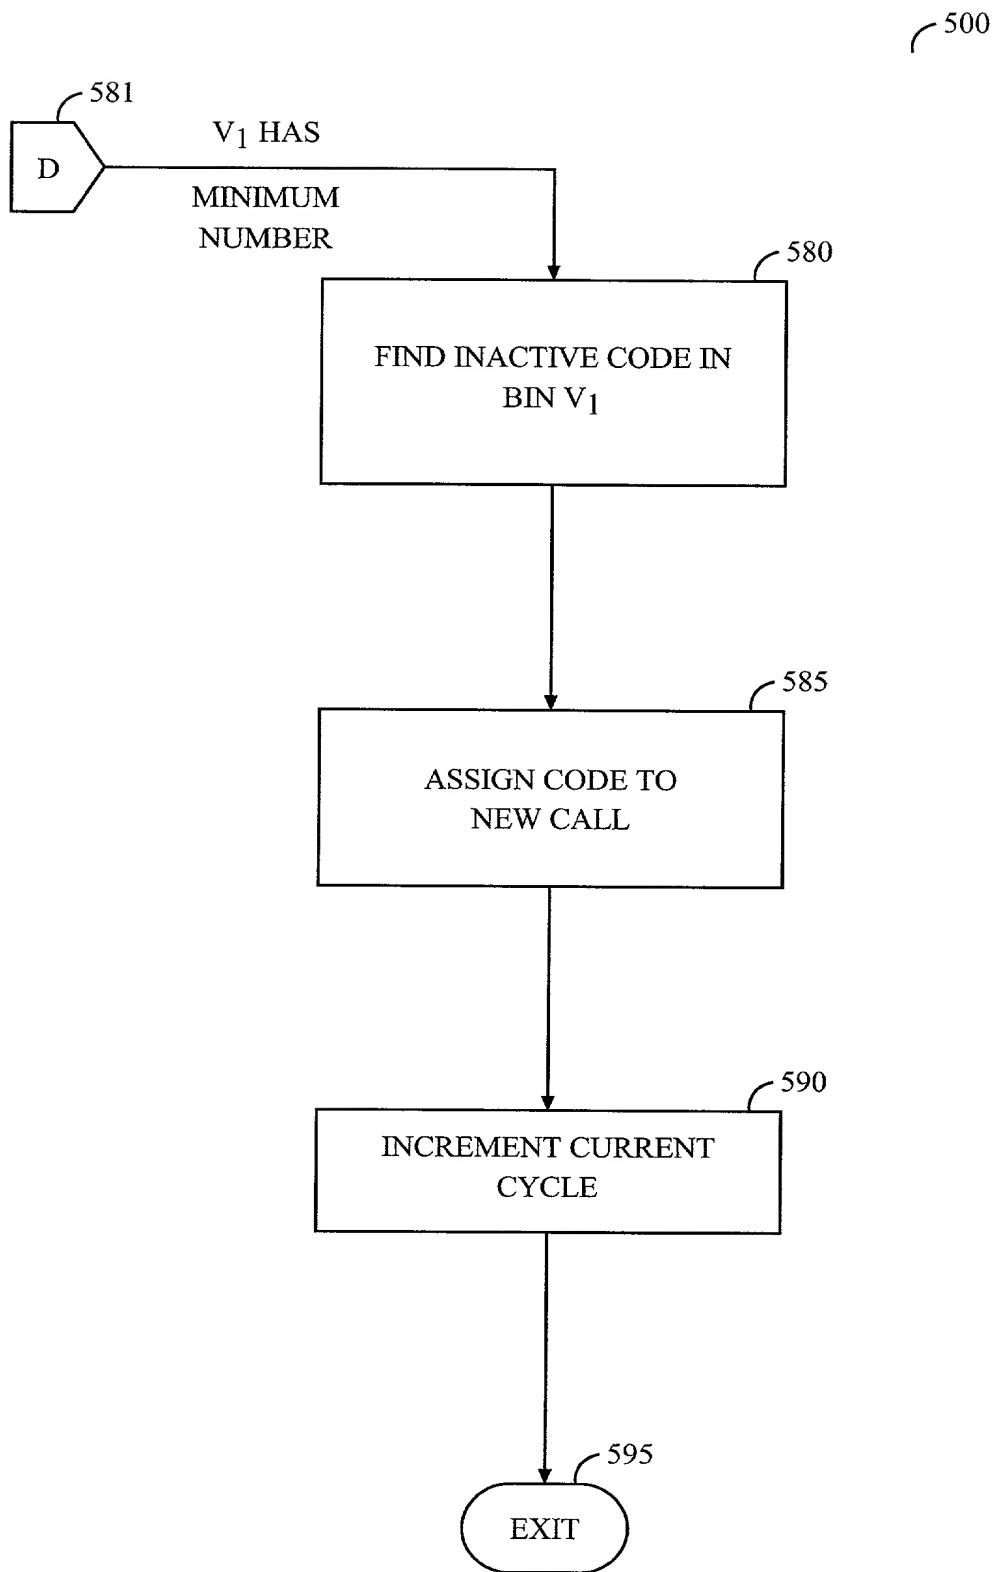 500
581
D
V1 HAS
MINIMUM
NUMBER
580
FIND INACTIVE CODE IN
BIN V1
585
ASSIGN CODE TO
NEW CALL
590
INCREMENT CURRENT
CYCLE
595
EXIT